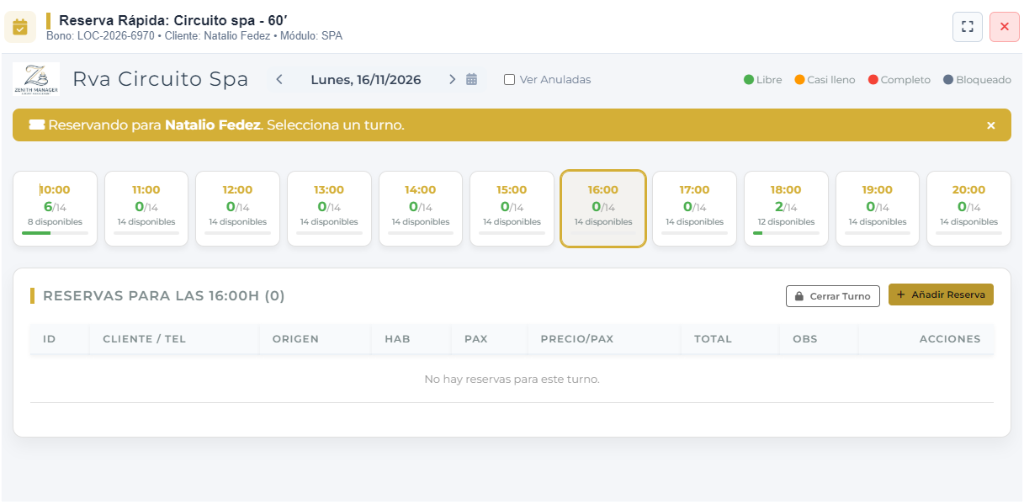 Reserva Rápida: Circuito spa - 60′
Bono: LOC-2026-6970 • Cliente: Natalio Fedez • Módulo: SPA
ZENITH MANAGER
Rva Circuito Spa
Lunes, 16/11/2026
Ver Anuladas
Libre
Casi lleno
Completo
Bloqueado
Reservando para Natalio Fedez. Selecciona un turno.
10:00
6/14
8 disponibles
11:00
0/14
14 disponibles
12:00
0/14
14 disponibles
13:00
0/14
14 disponibles
14:00
0/14
14 disponibles
15:00
0/14
14 disponibles
16:00
0/14
14 disponibles
17:00
0/14
14 disponibles
18:00
2/14
12 disponibles
19:00
0/14
14 disponibles
20:00
0/14
14 disponibles
RESERVAS PARA LAS 16:00H (0)
Cerrar Turno
+ Añadir Reserva
ID CLIENTE / TEL ORIGEN HAB PAX PRECIO/PAX TOTAL OBS ACCIONES
No hay reservas para este turno.